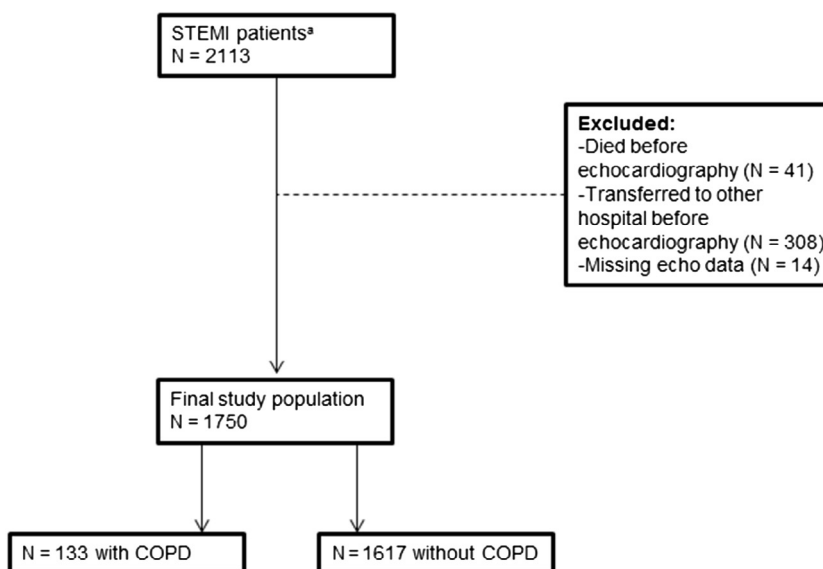 STEMI patientsᵃ
N = 2113
Excluded:
-Died before
echocardiography (N = 41)
-Transferred to other
hospital before
echocardiography (N = 308)
-Missing echo data (N = 14)
Final study population
N = 1750
N = 133 with COPD
N=1617 without COPD